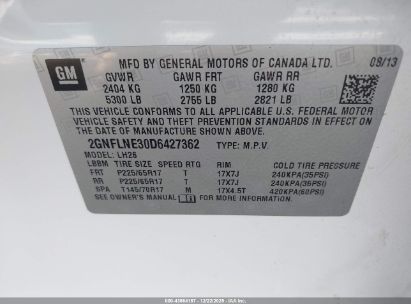 GM MFD BY GENERAL MOTORS OF CANADA LTD. 09/13
GVWR GAWR FRT GAWR RR
2404 KG 1250 KG 1280 KG
5300 LB 2755 LB 2821 LB
THIS VEHICLE CONFORMS TO ALL APPLICABLE U.S. FEDERAL MOTOR
VEHICLE SAFETY AND THEFT PREVENTION STANDARDS IN EFFECT ON THE DATE OF
MANUFACTURE SHOWN ABOVE.
2GNFLNE30D6427362 TYPE: M.P.V.
MODEL: LH26
LBBM TIRE SIZE SPEED RTG RIM COLD TIRE PRESSURE
FRT P225/65R17 T 17X7J 240KPA(35PSI)
RR P225/65R17 T 17X7J 240KPA(35PSI)
SPA T145/70R17 M 17X4.5T 420KPA(60PSI)
SEE OWNER'S MANUAL FOR ADDITIONAL INFORMATION.